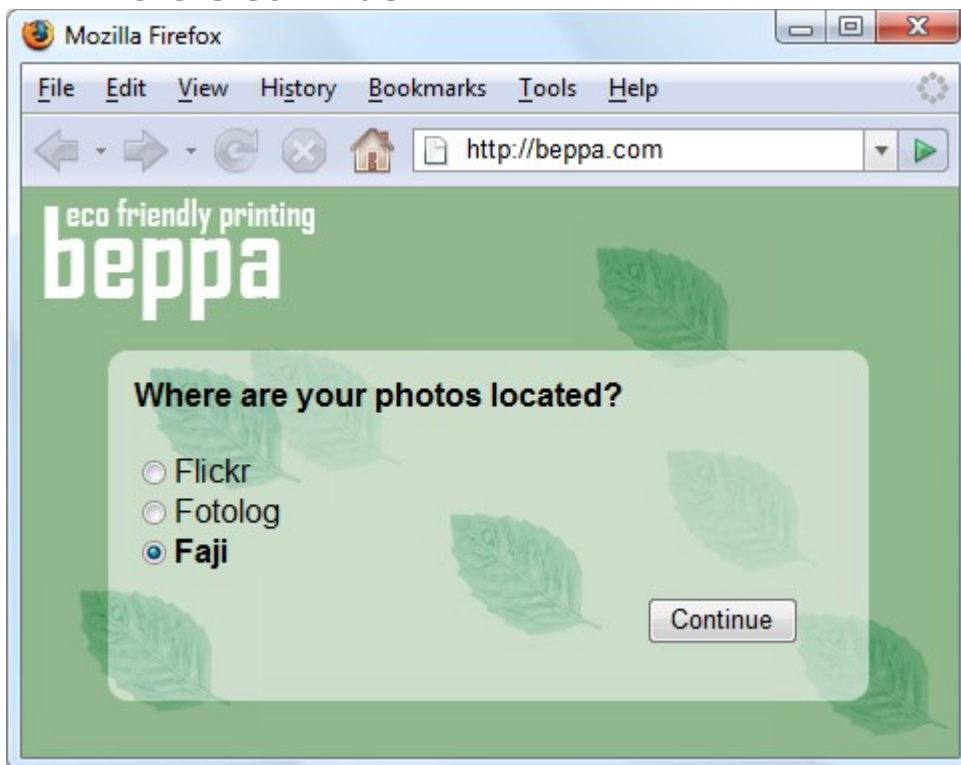 Mozilla Firefox
File Edit View History Bookmarks Tools Help
http://beppa.com
eco friendly printing
beppa
Where are your photos located?
Flickr
Fotolog
Faji
Continue